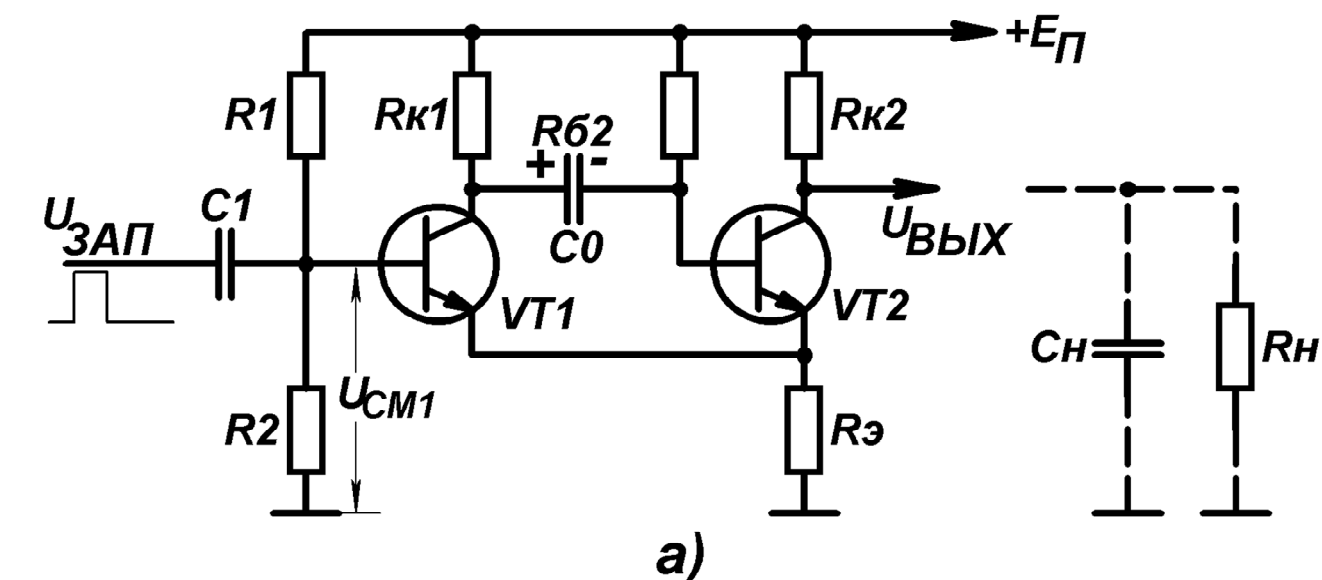 +EП
R1
Rк1
Rб2
Rк2
+ -
UЗАП
C1
C0
UВЫХ
VT1
VT2
Cн
Rн
UСМ1
R2
Rэ
а)